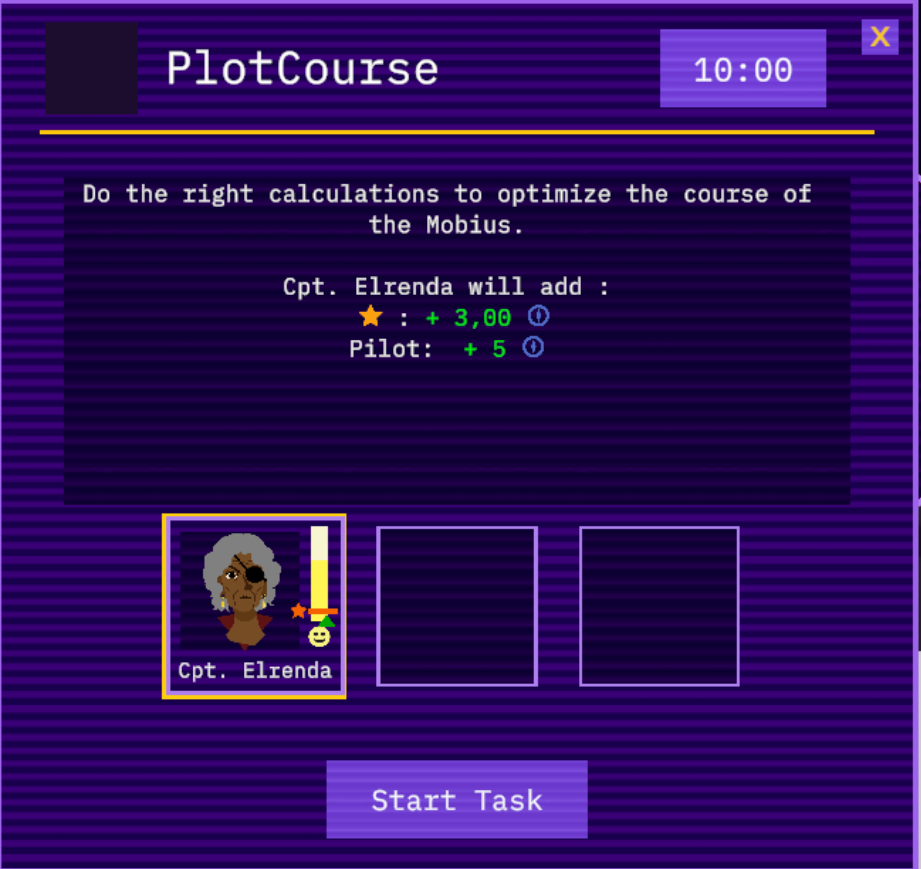 PlotCourse
10:00
X
Do the right calculations to optimize the course of
the Mobius.
Cpt. Elrenda will add :
: + 3,00
Pilot: + 5
Cpt. Elrenda
Start Task